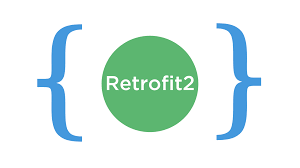 { Retrofit2 }